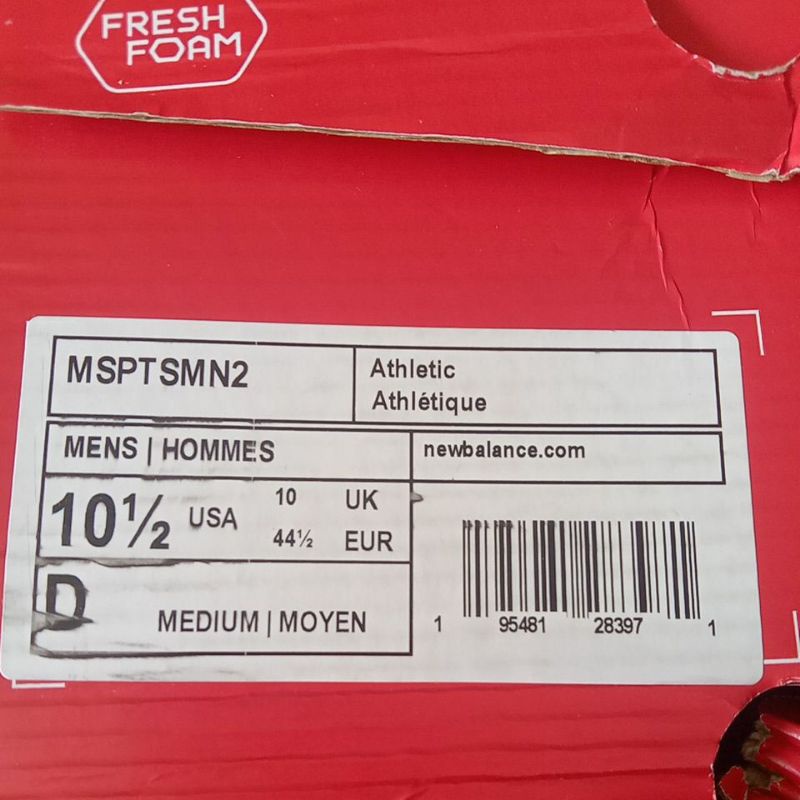 FRESH
FOAM
MSPTSMN2
Athletic
Athlétique
MENS | HOMMES
newbalance.com
10½ USA
10 UK
44½ EUR
D
MEDIUM | MOYEN
1 95481 28397 1